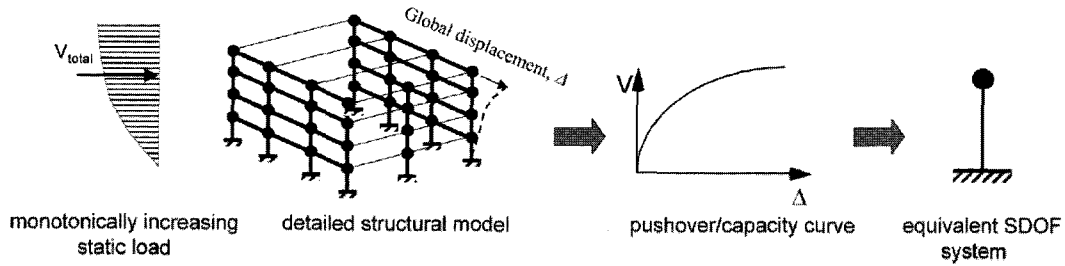 V_total
Global displacement, Δ
V
Δ
monotonically increasing
static load
detailed structural model
pushover/capacity curve
equivalent SDOF
system